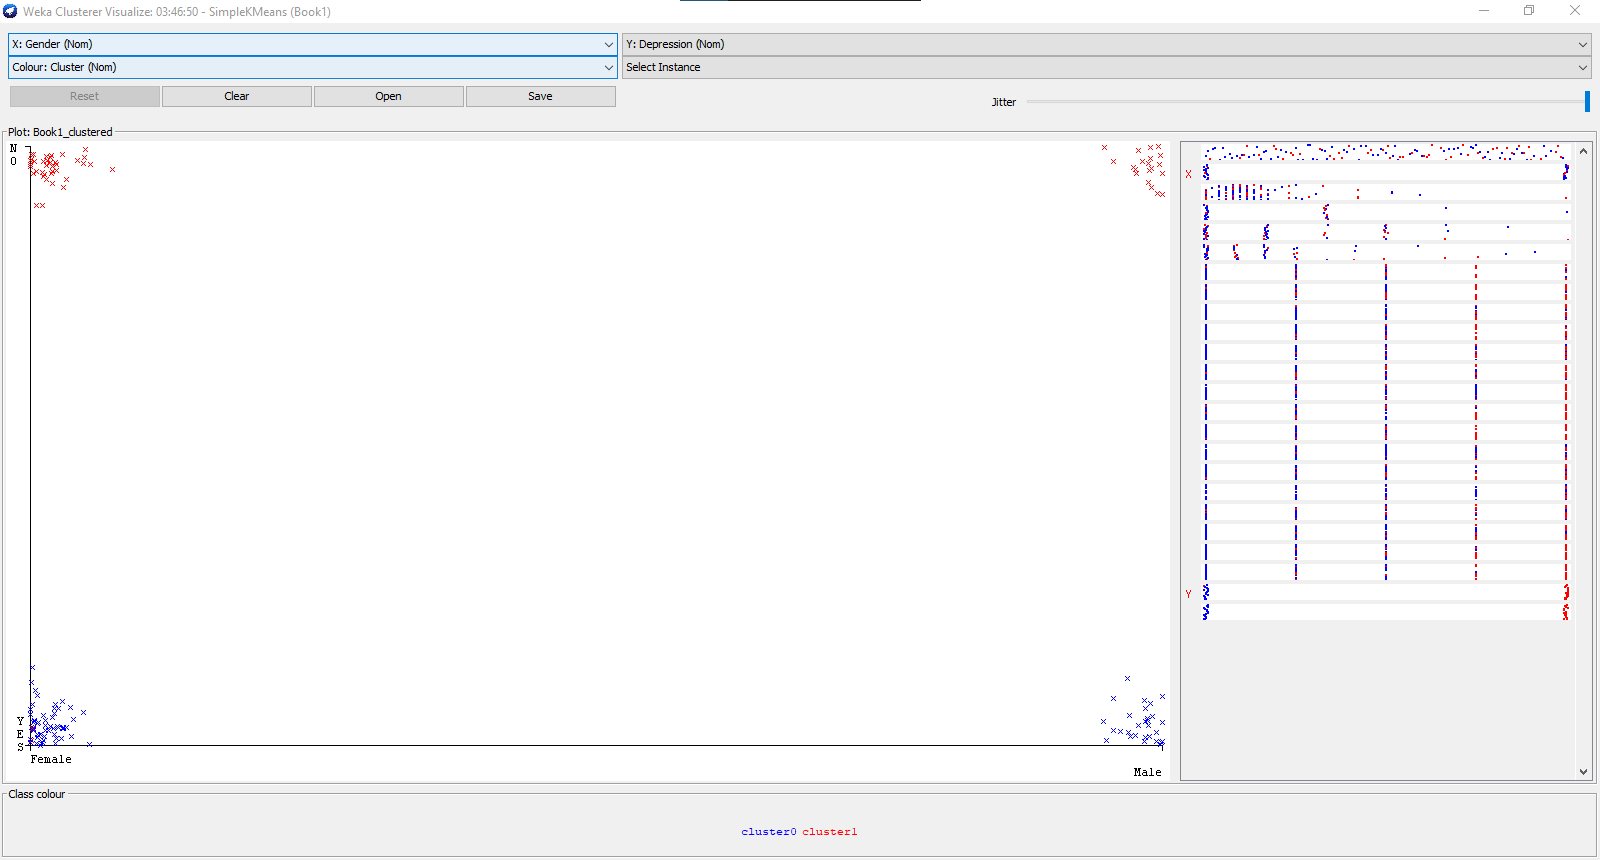 Weka Clusterer Visualize: 03:46:50 - SimpleKMeans (Book1)
X: Gender (Nom)
Y: Depression (Nom)
Colour: Cluster (Nom)
Select Instance
Reset
Clear
Open
Save
Jitter
Plot: Book1_clustered
N
O
X
Y
E
S
Y
Female
Male
Class colour
cluster0 cluster1